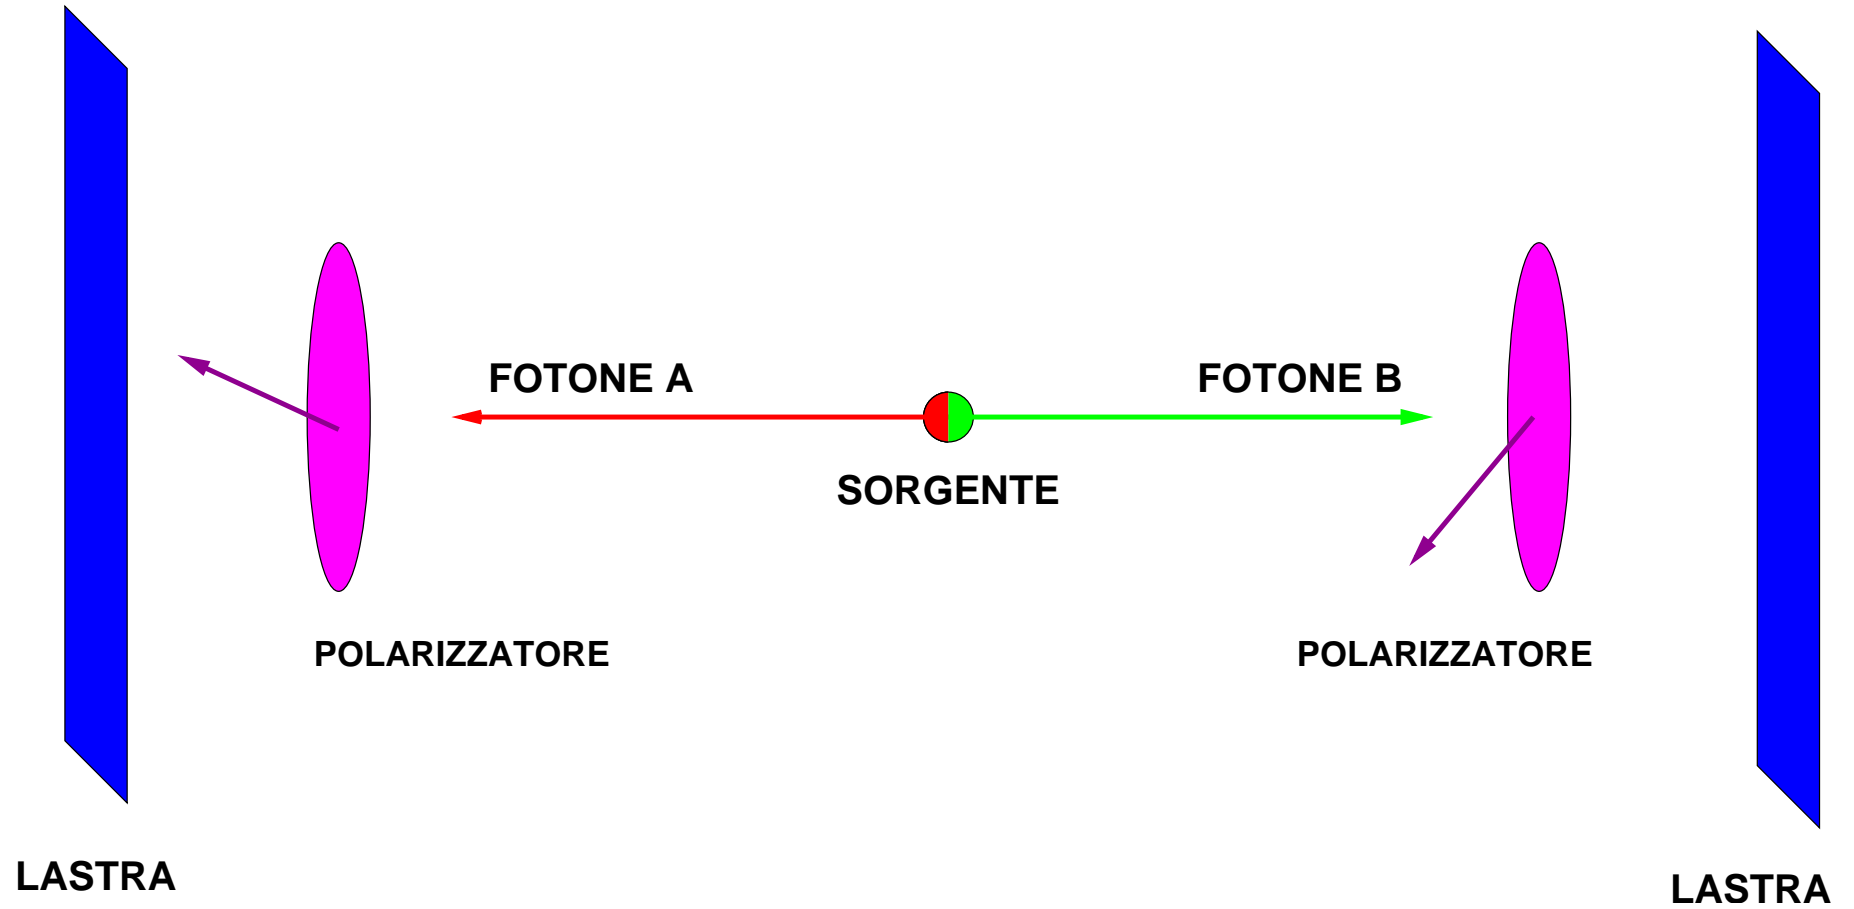 FOTONE A
FOTONE B
SORGENTE
POLARIZZATORE
POLARIZZATORE
LASTRA
LASTRA